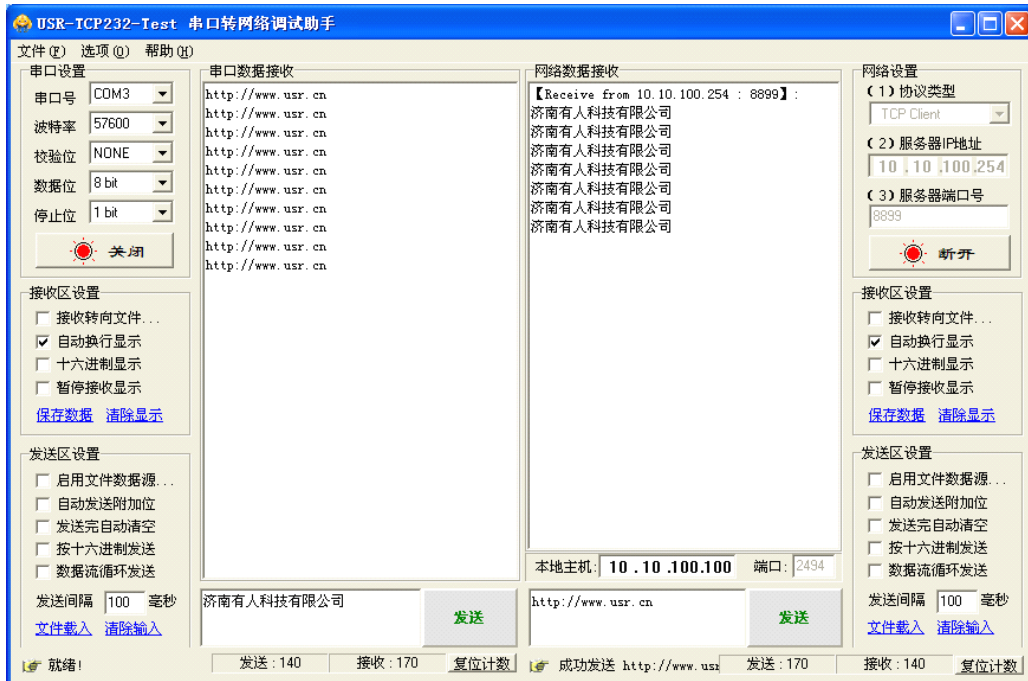 USR-TCP232-Test 串口转网络调试助手
文件(F) 选项(O) 帮助(H)
串口设置
串口号 COM3
波特率 57600
校验位 NONE
数据位 8 bit
停止位 1 bit
关闭
接收区设置
接收转向文件...
自动换行显示
十六进制显示
暂停接收显示
保存数据 清除显示
发送区设置
启用文件数据源...
自动发送附加位
发送完自动清空
按十六进制发送
数据流循环发送
发送间隔 100 毫秒
文件载入 清除输入
串口数据接收
http://www.usr.cn
http://www.usr.cn
http://www.usr.cn
http://www.usr.cn
http://www.usr.cn
http://www.usr.cn
http://www.usr.cn
http://www.usr.cn
http://www.usr.cn
http://www.usr.cn
济南有人科技有限公司
发送
网络数据接收
【Receive from 10.10.100.254 : 8899】:
济南有人科技有限公司
济南有人科技有限公司
济南有人科技有限公司
济南有人科技有限公司
济南有人科技有限公司
济南有人科技有限公司
济南有人科技有限公司
本地主机: 10 .10 .100.100 端口: 2494
http://www.usr.cn
发送
网络设置
(1)协议类型
TCP Client
(2)服务器IP地址
10 .10 .100.254
(3)服务器端口号
8899
断开
接收区设置
接收转向文件...
自动换行显示
十六进制显示
暂停接收显示
保存数据 清除显示
发送区设置
启用文件数据源...
自动发送附加位
发送完自动清空
按十六进制发送
数据流循环发送
发送间隔 100 毫秒
文件载入 清除输入
就绪! 发送:140 接收:170 复位计数
成功发送 http://www.usr 发送:170 接收:140 复位计数